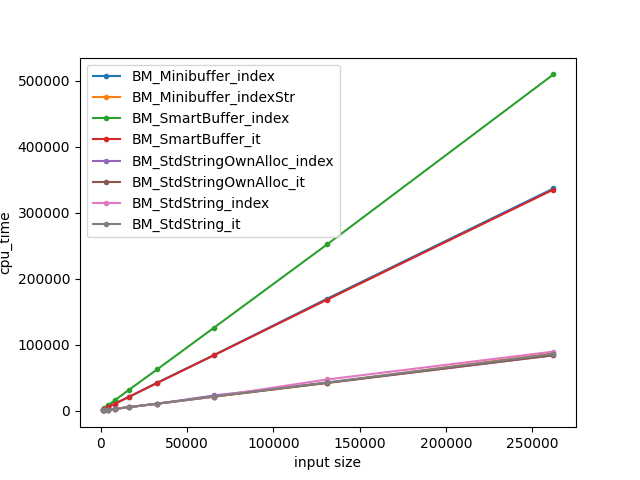 500000
400000
300000
200000
100000
0
cpu_time
BM_Minibuffer_index
BM_Minibuffer_indexStr
BM_SmartBuffer_index
BM_SmartBuffer_it
BM_StdStringOwnAlloc_index
BM_StdStringOwnAlloc_it
BM_StdString_index
BM_StdString_it
0 50000 100000 150000 200000 250000
input size